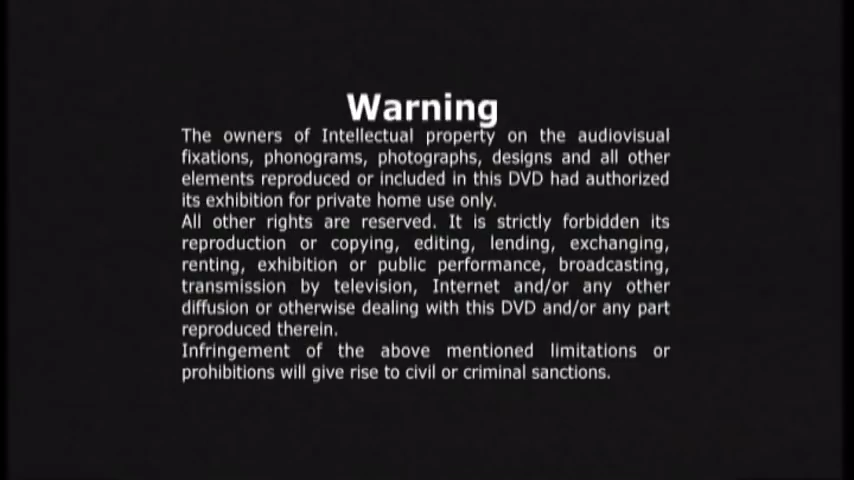 Warning
The owners of Intellectual property on the audiovisual
fixations, phonograms, photographs, designs and all other
elements reproduced or included in this DVD had authorized
its exhibition for private home use only.
All other rights are reserved. It is strictly forbidden its
reproduction or copying, editing, lending, exchanging,
renting, exhibition or public performance, broadcasting,
transmission by television, Internet and/or any other
diffusion or otherwise dealing with this DVD and/or any part
reproduced therein.
Infringement of the above mentioned limitations or
prohibitions will give rise to civil or criminal sanctions.